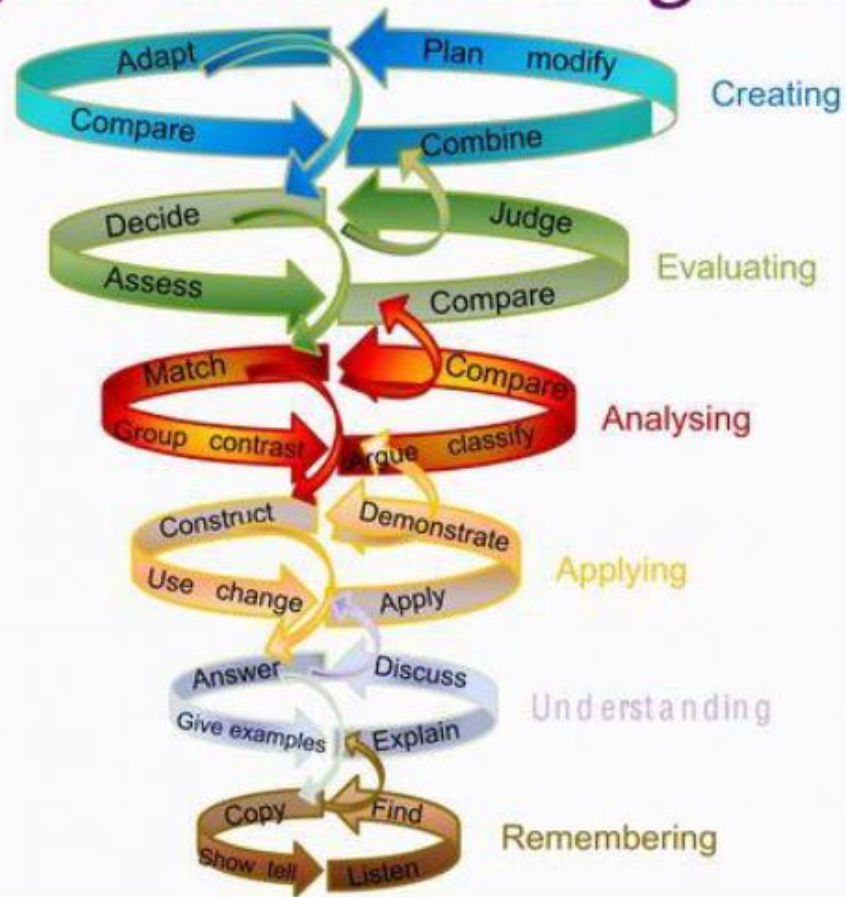 Adapt
Plan modify
Creating
Compare
Combine
Decide
Judge
Evaluating
Assess
Compare
Match
Compare
Analysing
Group contrast
Argue classify
Construct
Demonstrate
Applying
Use change
Apply
Answer
Discuss
Understanding
Give examples
Explain
Copy
Find
Remembering
Show tell
Listen